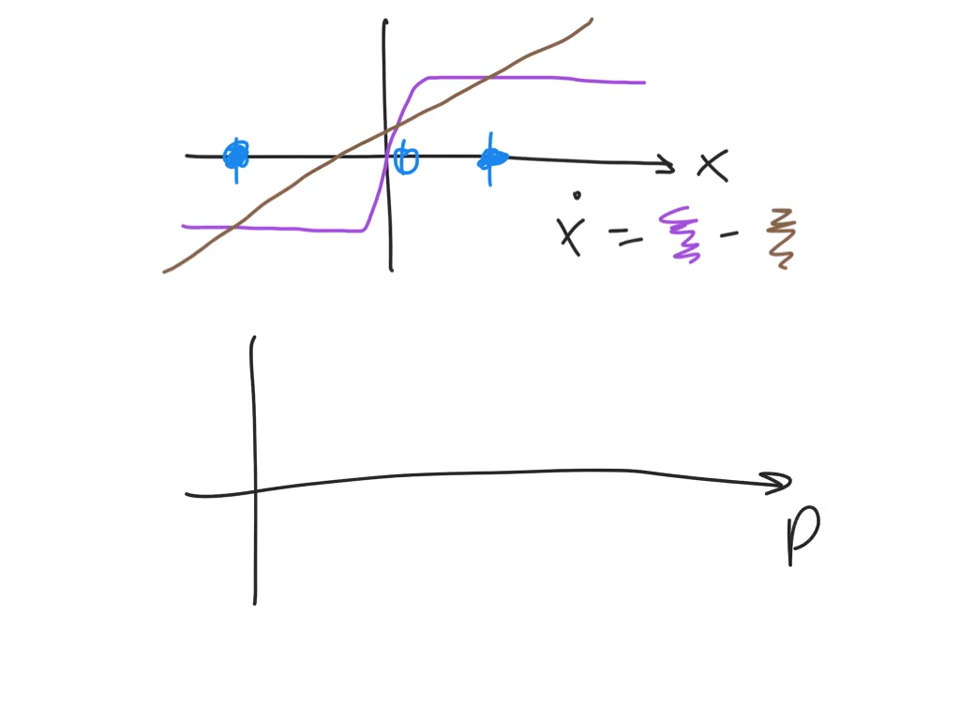 x
ẋ = -
p